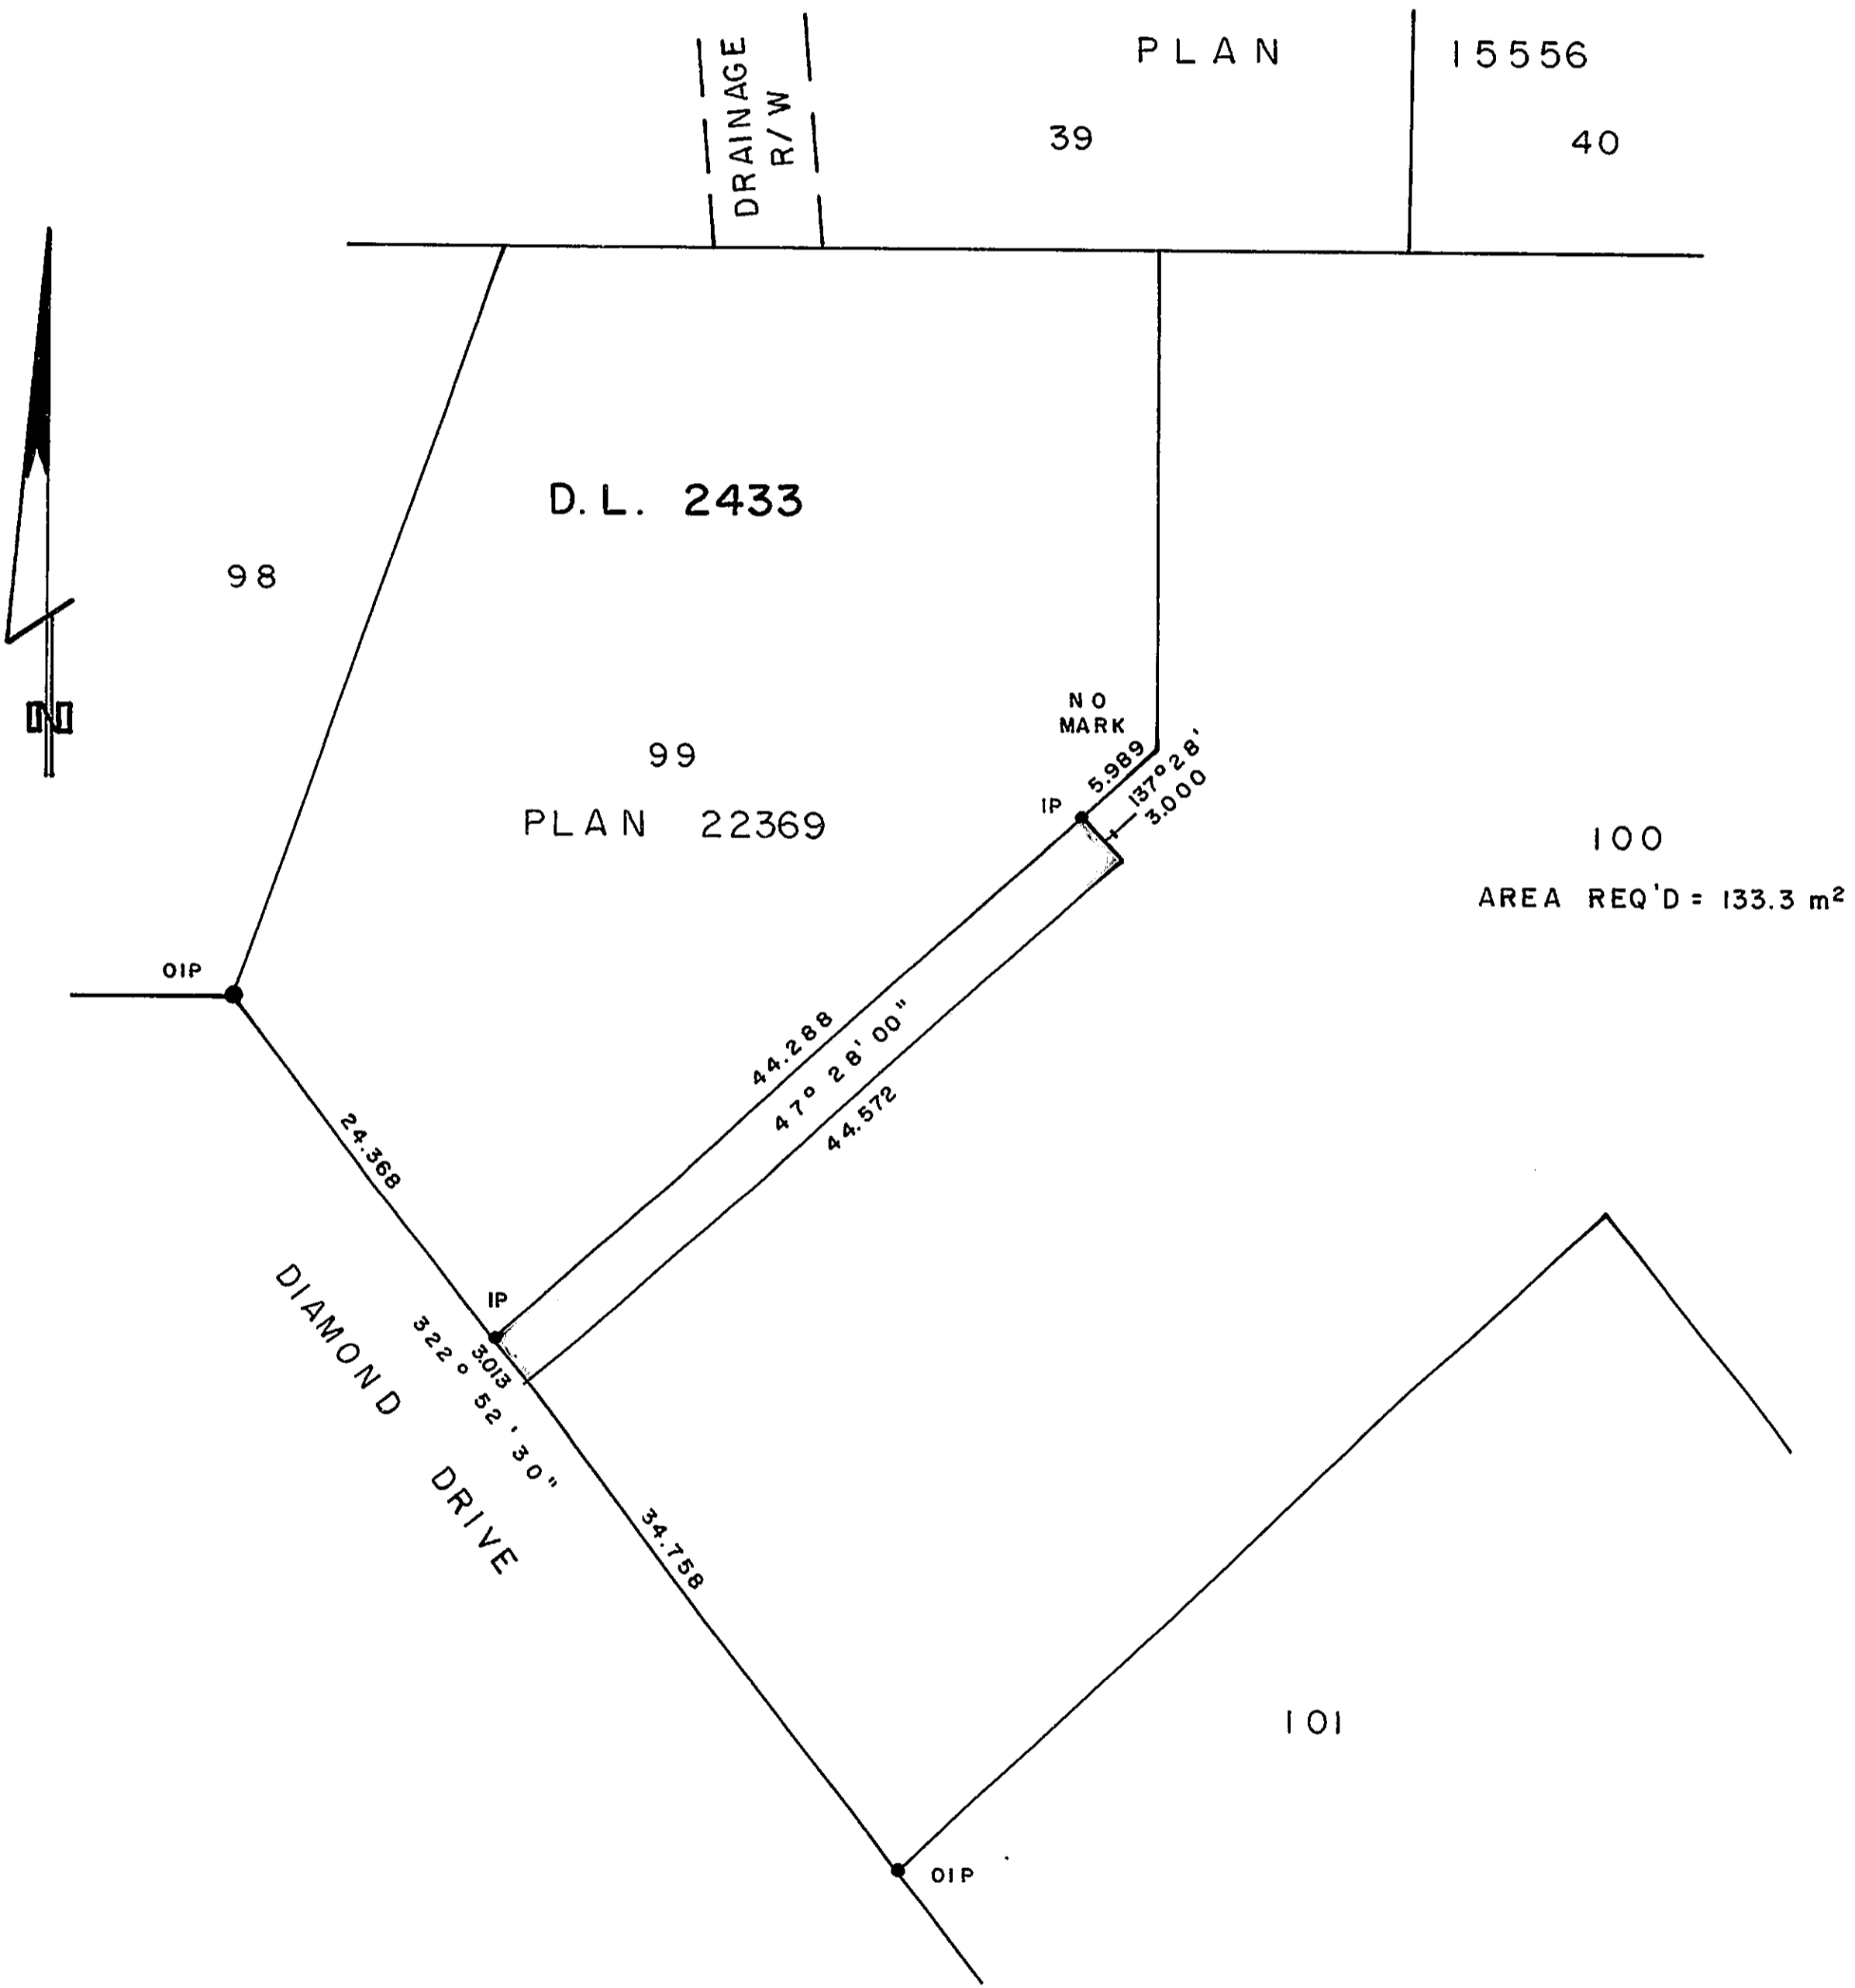 PLAN 15556
DRAINAGE
R/W
39
40
D.L. 2433
98
N
NO
MARK
99
5.989
137° 28'
3.000
IP
PLAN 22369
100
AREA REQ'D = 133.3 m²
OIP
44.288
47° 28' 00"
44.572
24.368
IP
3.013
322° 52' 30"
DIAMOND DRIVE
34.758
101
OIP